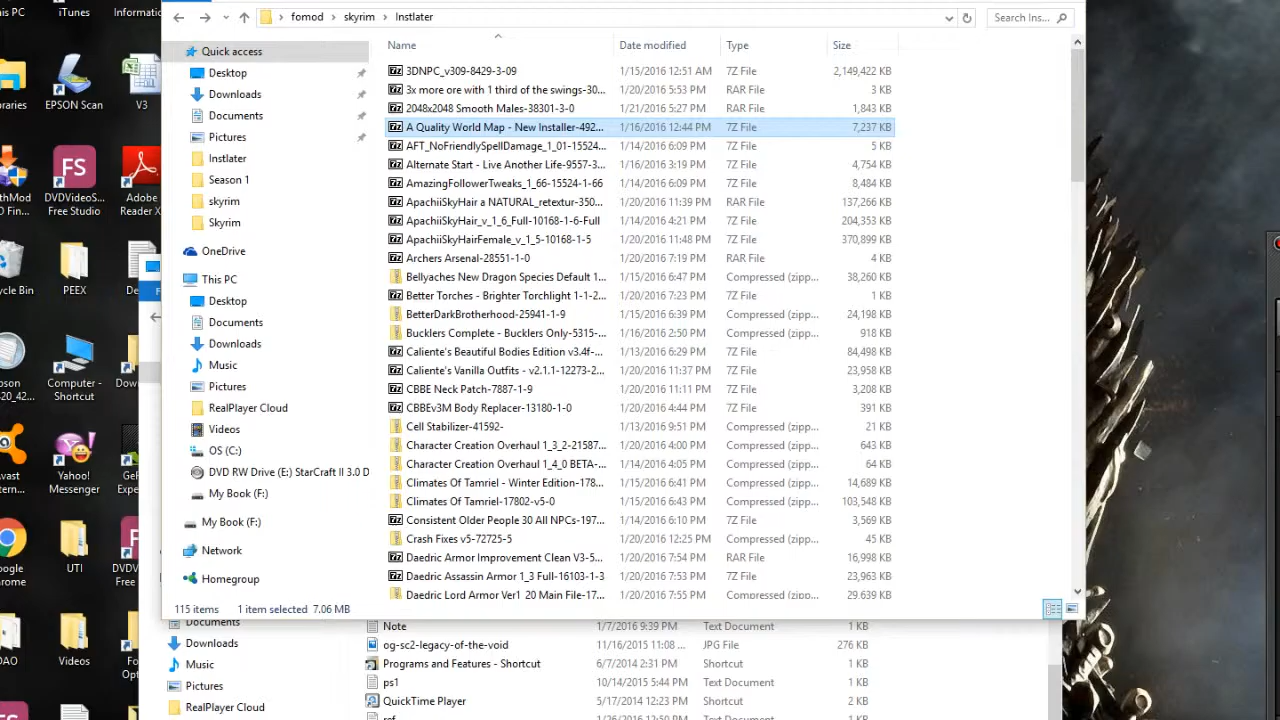 his PC
iTunes
fomod > skyrim > Instlater
Search Ins...
Name
Date modified
Type
Size
Quick access
Desktop
Downloads
Documents
Pictures
Instlater
Season 1
skyrim
Skyrim
OneDrive
This PC
Desktop
Documents
Downloads
Music
Pictures
RealPlayer Cloud
Videos
OS (C:)
DVD RW Drive (E:) StarCraft II 3.0 D
My Book (F:)
My Book (F:)
Network
Homegroup
3DNPC_v309-8429-3-09 1/15/2016 12:51 AM 7Z File 2,149,422 KB
3x more ore with 1 third of the swings-30... 1/20/2016 5:53 PM RAR File 3 KB
2048x2048 Smooth Males-38301-3-0 1/21/2016 5:27 PM RAR File 1,843 KB
A Quality World Map - New Installer-492... 1/16/2016 12:44 PM 7Z File 7,237 KB
AFT_NoFriendlySpellDamage_1_01-15524... 1/14/2016 6:09 PM 7Z File 5 KB
Alternate Start - Live Another Life-9557-3... 1/16/2016 3:19 PM 7Z File 4,754 KB
AmazingFollowerTweaks_1_66-15524-1-66 1/14/2016 6:09 PM 7Z File 8,484 KB
ApachiiSkyHair a NATURAL_retextur-350... 1/20/2016 11:39 PM RAR File 137,266 KB
ApachiiSkyHair_v_1_6_Full-10168-1-6-Full 1/14/2016 4:21 PM 7Z File 204,353 KB
ApachiiSkyHairFemale_v_1_5-10168-1-5 1/20/2016 11:48 PM 7Z File 370,899 KB
Archers Arsenal-28551-1-0 1/20/2016 7:19 PM RAR File 4 KB
Bellyaches New Dragon Species Default 1... 1/15/2016 6:47 PM Compressed (zipp... 38,260 KB
Better Torches - Brighter Torchlight 1-1-2... 1/20/2016 7:23 PM 7Z File 1 KB
BetterDarkBrotherhood-25941-1-9 1/15/2016 6:39 PM Compressed (zipp... 24,198 KB
Bucklers Complete - Bucklers Only-5315-... 1/16/2016 2:50 PM Compressed (zipp... 918 KB
Caliente's Beautiful Bodies Edition v3.4f-... 1/13/2016 6:29 PM 7Z File 84,498 KB
Caliente's Vanilla Outfits - v2.1.1-12273-2... 1/20/2016 11:37 PM 7Z File 23,958 KB
CBBE Neck Patch-7887-1-9 1/20/2016 11:11 PM 7Z File 3,208 KB
CBBEv3M Body Replacer-13180-1-0 1/20/2016 4:44 PM 7Z File 391 KB
Cell Stabilizer-41592- 1/13/2016 9:51 PM Compressed (zipp... 21 KB
Character Creation Overhaul 1_3_2-21587... 1/20/2016 4:00 PM Compressed (zipp... 643 KB
Character Creation Overhaul 1_4_0 BETA-... 1/14/2016 4:05 PM Compressed (zipp... 64 KB
Climates Of Tamriel - Winter Edition-178... 1/15/2016 6:41 PM Compressed (zipp... 14,689 KB
Climates Of Tamriel-17802-v5-0 1/15/2016 6:43 PM Compressed (zipp... 103,548 KB
Consistent Older People 30 All NPCs-197... 1/14/2016 6:10 PM 7Z File 3,569 KB
Crash Fixes v5-72725-5 1/20/2016 12:25 PM Compressed (zipp... 45 KB
Daedric Armor Improvement Clean V3-5... 1/20/2016 7:54 PM RAR File 16,998 KB
Daedric Assassin Armor 1_3 Full-16103-1-3 1/20/2016 7:53 PM 7Z File 23,963 KB
Daedric Lord Armor Ver1 20 Main File-17... 1/20/2016 7:55 PM Compressed (zipp... 29,639 KB
115 items 1 item selected 7.06 MB
Documents
Downloads
Music
Pictures
RealPlayer Cloud
Note 1/7/2016 9:39 PM Text Document 1 KB
og-sc2-legacy-of-the-void 11/16/2015 11:08 ... JPG File 276 KB
Programs and Features - Shortcut 6/7/2014 2:31 PM Shortcut 1 KB
ps1 10/14/2015 5:44 PM Text Document 2 KB
QuickTime Player 5/17/2014 12:23 PM Shortcut 2 KB
ref 1/26/2016 12:50 PM Text Document 1 KB
EPSON Scan
V3
DVDVideoS...
Free Studio
Adobe
Reader X
PEEX
Computer -
Shortcut
Yahoo!
Messenger
UTI
Videos